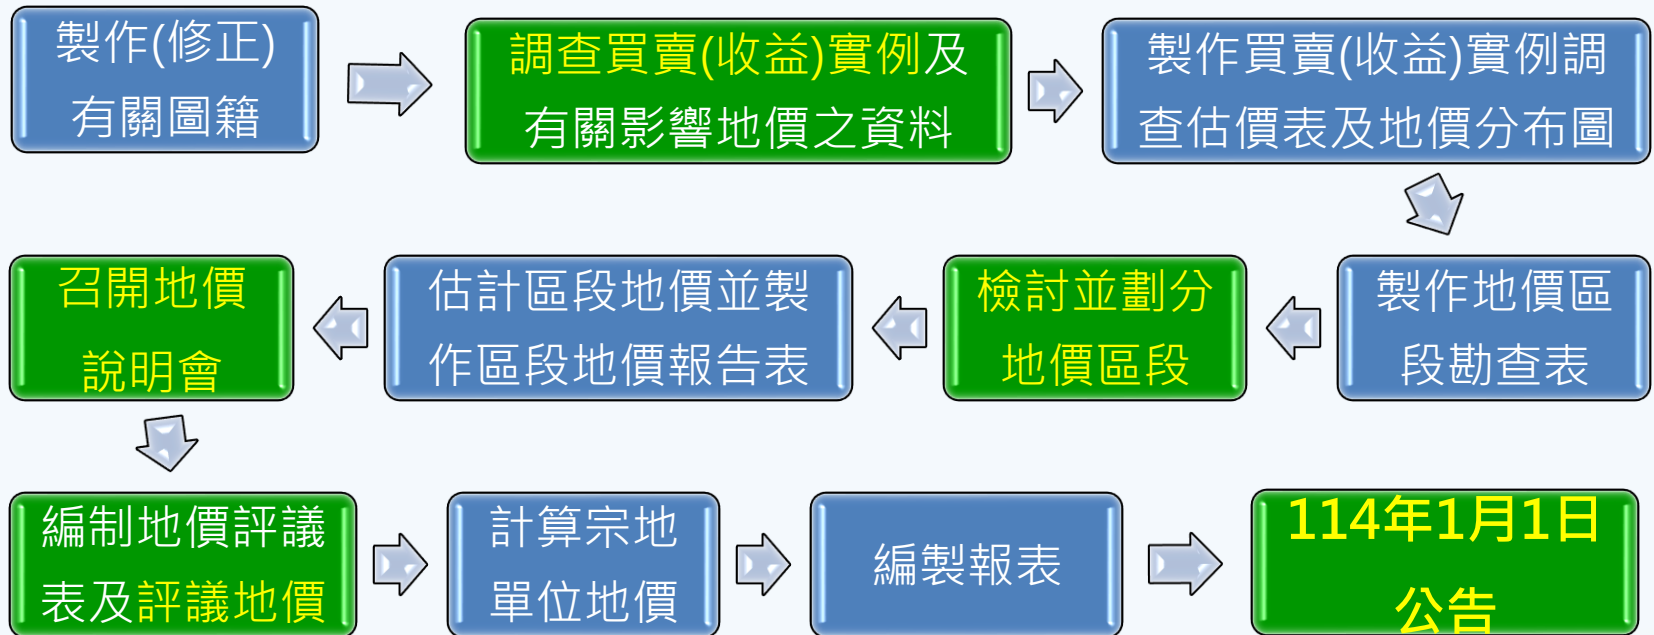 製作(修正)
有關圖籍
調查買賣(收益)實例及
有關影響地價之資料
製作買賣(收益)實例調
查估價表及地價分布圖
製作地價區
段勘查表
檢討並劃分
地價區段
估計區段地價並製
作區段地價報告表
召開地價
說明會
編制地價評議
表及評議地價
計算宗地
單位地價
編製報表
114年1月1日
公告